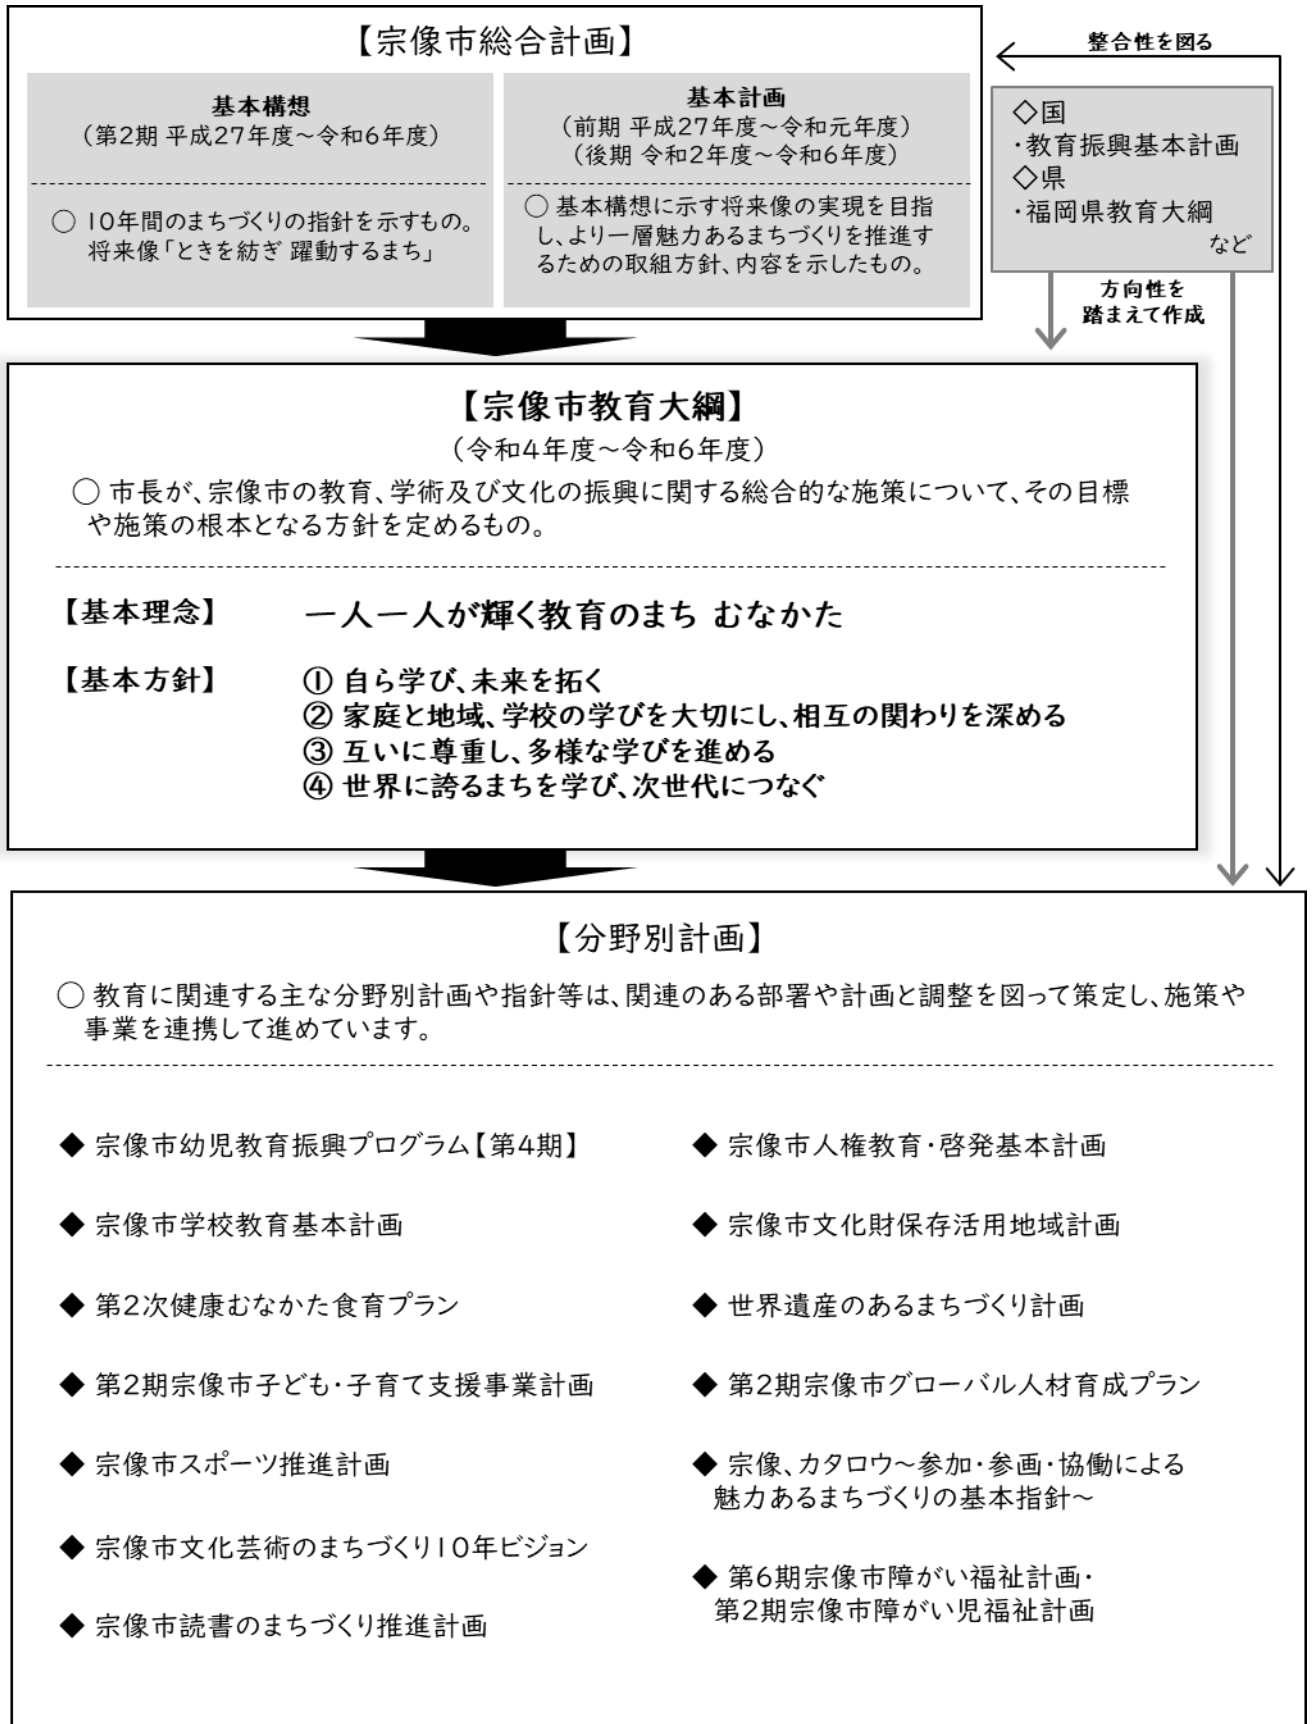 【宗像市総合計画】
基本構想
（第2期 平成27年度～令和6年度）
○ 10年間のまちづくりの指針を示すもの。
将来像「ときを紡ぎ 躍動するまち」
基本計画
（前期 平成27年度～令和元年度）
（後期 令和2年度～令和6年度）
○ 基本構想に示す将来像の実現を目指
し、より一層魅力あるまちづくりを推進す
るための取組方針、内容を示したもの。
整合性を図る
◇国
・教育振興基本計画
◇県
・福岡県教育大綱
など
方向性を
踏まえて作成
【宗像市教育大綱】
（令和4年度～令和6年度）
○ 市長が、宗像市の教育、学術及び文化の振興に関する総合的な施策について、その目標
や施策の根本となる方針を定めるもの。
【基本理念】 一人一人が輝く教育のまち むなかた
【基本方針】 ① 自ら学び、未来を拓く
② 家庭と地域、学校の学びを大切にし、相互の関わりを深める
③ 互いに尊重し、多様な学びを進める
④ 世界に誇るまちを学び、次世代につなぐ
【分野別計画】
○ 教育に関連する主な分野別計画や指針等は、関連のある部署や計画と調整を図って策定し、施策や
事業を連携して進めています。
◆ 宗像市幼児教育振興プログラム【第4期】
◆ 宗像市学校教育基本計画
◆ 第2次健康むなかた食育プラン
◆ 第2期宗像市子ども・子育て支援事業計画
◆ 宗像市スポーツ推進計画
◆ 宗像市文化芸術のまちづくり10年ビジョン
◆ 宗像市読書のまちづくり推進計画
◆ 宗像市人権教育・啓発基本計画
◆ 宗像市文化財保存活用地域計画
◆ 世界遺産のあるまちづくり計画
◆ 第2期宗像市グローバル人材育成プラン
◆ 宗像、カタロウ～参加・参画・協働による
魅力あるまちづくりの基本指針～
◆ 第6期宗像市障がい福祉計画・
第2期宗像市障がい児福祉計画